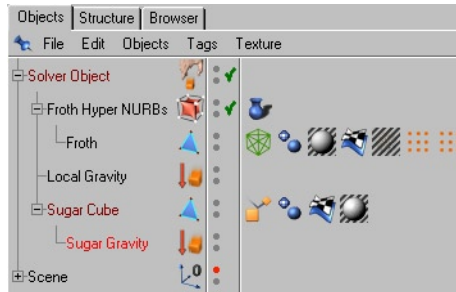 Objects Structure Browser
File Edit Objects Tags Texture
Solver Object
Froth Hyper NURBs
Froth
Local Gravity
Sugar Cube
Sugar Gravity
Scene 0